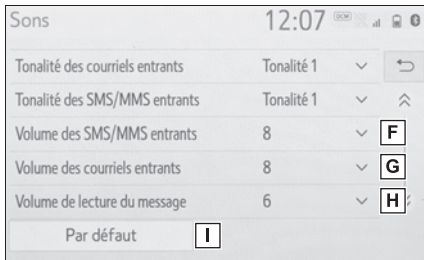 Sons 12:07 DCM
Tonalité des courriels entrants Tonalité 1
Tonalité des SMS/MMS entrants Tonalité 1
Volume des SMS/MMS entrants 8 F
Volume des courriels entrants 8 G
Volume de lecture du message 6 H
Par défaut I